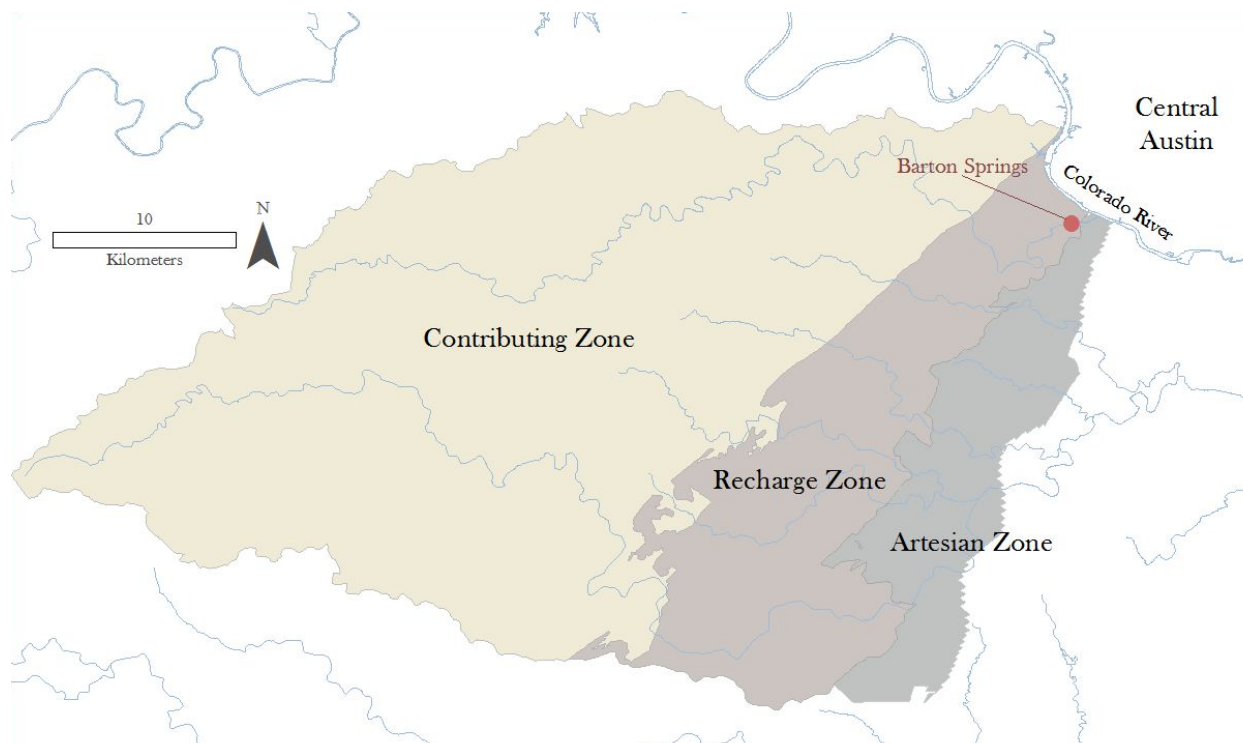 Central
Austin
Barton Springs
Colorado River
10
N
Kilometers
Contributing Zone
Recharge Zone
Artesian Zone